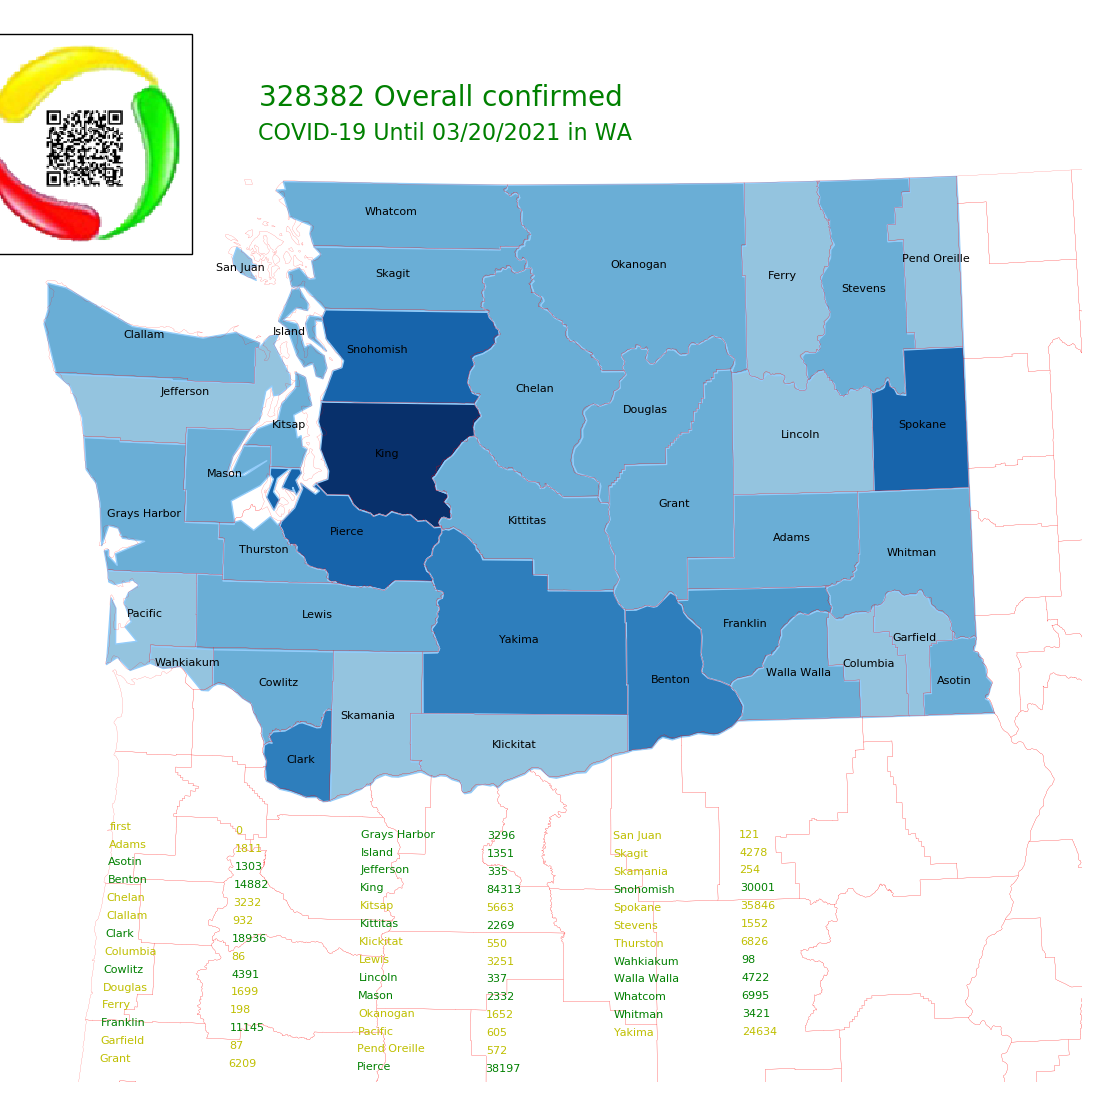 328382 Overall confirmed
COVID-19 Until 03/20/2021 in WA
Whatcom
San Juan
Skagit
Okanogan
Ferry
Stevens
Pend Oreille
Clallam
Island
Snohomish
Jefferson
Chelan
Kitsap
Douglas
Spokane
Lincoln
King
Mason
Grays Harbor
Grant
Kittitas
Pierce
Adams
Thurston
Whitman
Pacific
Lewis
Franklin
Yakima
Garfield
Wahkiakum
Columbia
Walla Walla
Cowlitz
Benton
Asotin
Skamania
Klickitat
Clark
first 0
Adams 1811
Asotin 1303
Benton 14882
Chelan 3232
Clallam 932
Clark 18936
Columbia 86
Cowlitz 4391
Douglas 1699
Ferry 198
Franklin 11145
Garfield 87
Grant 6209
Grays Harbor 3296
Island 1351
Jefferson 335
King 84313
Kitsap 5663
Kittitas 2269
Klickitat 550
Lewis 3251
Lincoln 337
Mason 2332
Okanogan 1652
Pacific 605
Pend Oreille 572
Pierce 38197
San Juan 121
Skagit 4278
Skamania 254
Snohomish 30001
Spokane 35846
Stevens 1552
Thurston 6826
Wahkiakum 98
Walla Walla 4722
Whatcom 6995
Whitman 3421
Yakima 24634